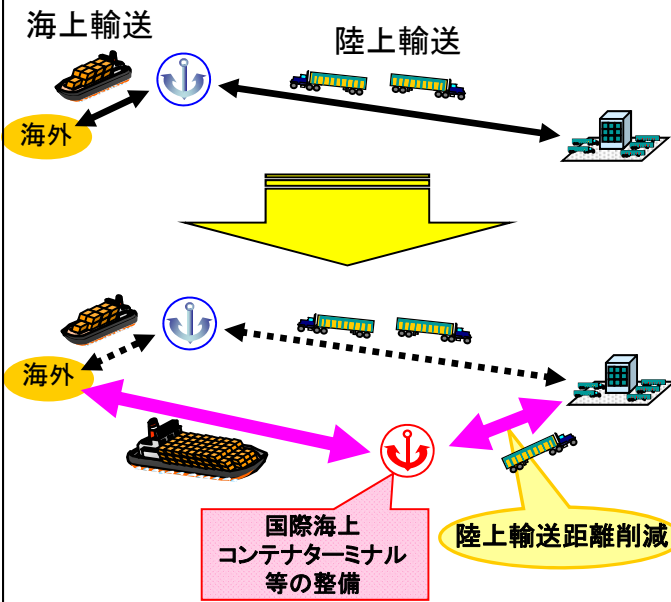 海上輸送
陸上輸送
海外
海外
国際海上
コンテナターミナル
等の整備
陸上輸送距離削減